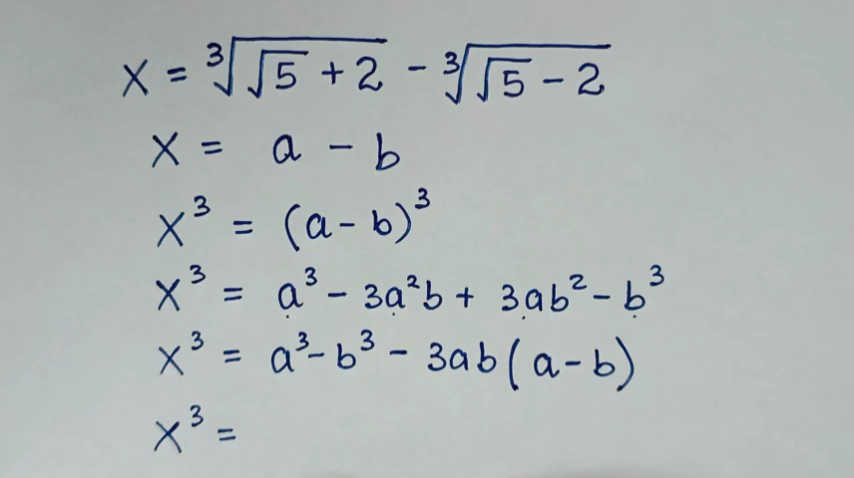 x = ∛(√5 + 2) - ∛(√5 - 2)
x = a - b
x³ = (a - b)³
x³ = a³ - 3a²b + 3ab² - b³
x³ = a³ - b³ - 3ab(a - b)
x³ =